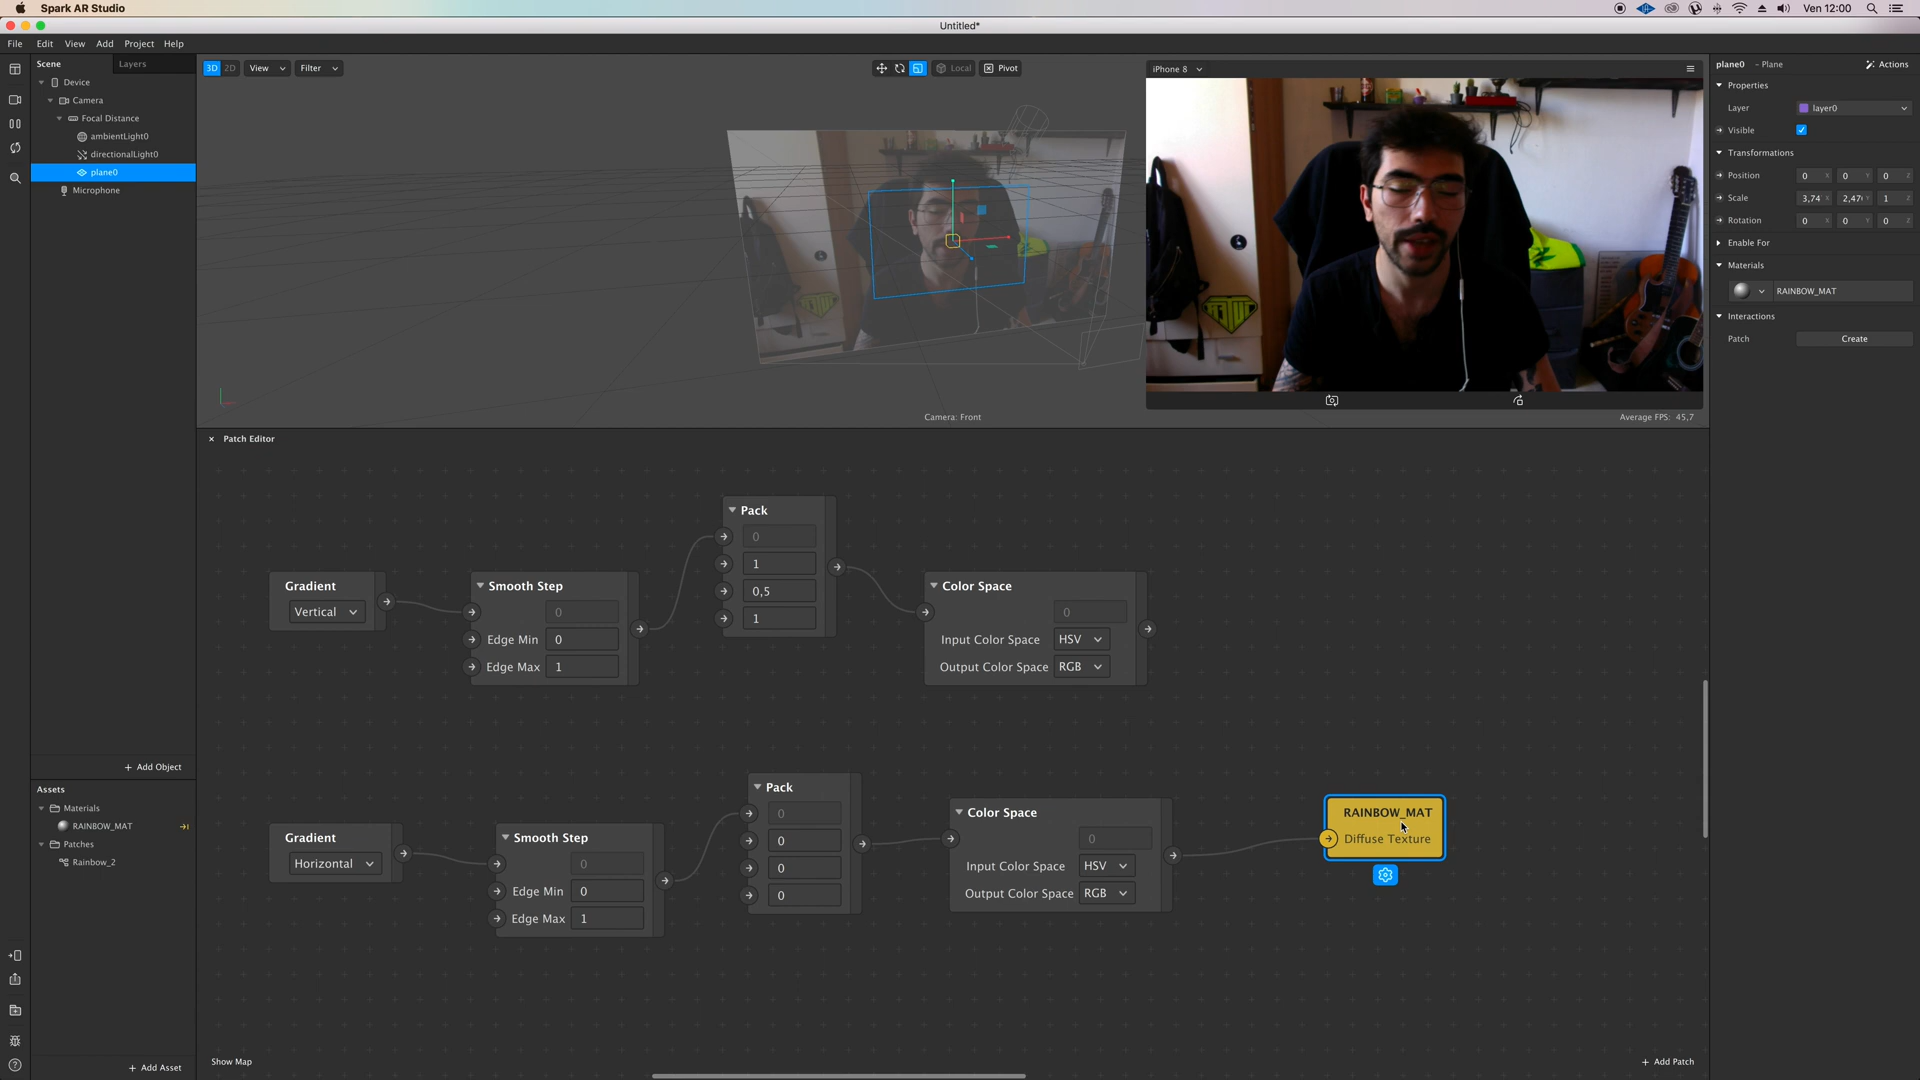 Spark AR Studio
Ven 12:00
Untitled*
File Edit View Add Project Help
Scene Layers
Device
Camera
Focal Distance
ambientLight0
directionalLight0
plane0
Microphone
+ Add Object
Assets
Materials
RAINBOW_MAT
Patches
Rainbow_2
+ Add Asset
3D 2D View Filter
Local Pivot
Camera: Front
iPhone 8
Average FPS: 45,7
plane0 - Plane Actions
Properties
Layer layer0
Visible
Transformations
Position 0 X 0 Y 0 Z
Scale 3,74 X 2,47 Y 1 Z
Rotation 0 X 0 Y 0 Z
Enable For
Materials
RAINBOW_MAT
Interactions
Patch Create
× Patch Editor
Gradient
Vertical
Smooth Step
0
Edge Min 0
Edge Max 1
Pack
0
1
0,5
1
Color Space
0
Input Color Space HSV
Output Color Space RGB
Gradient
Horizontal
Smooth Step
0
Edge Min 0
Edge Max 1
Pack
0
0
0
0
Color Space
0
Input Color Space HSV
Output Color Space RGB
RAINBOW_MAT
Diffuse Texture
Show Map
+ Add Patch